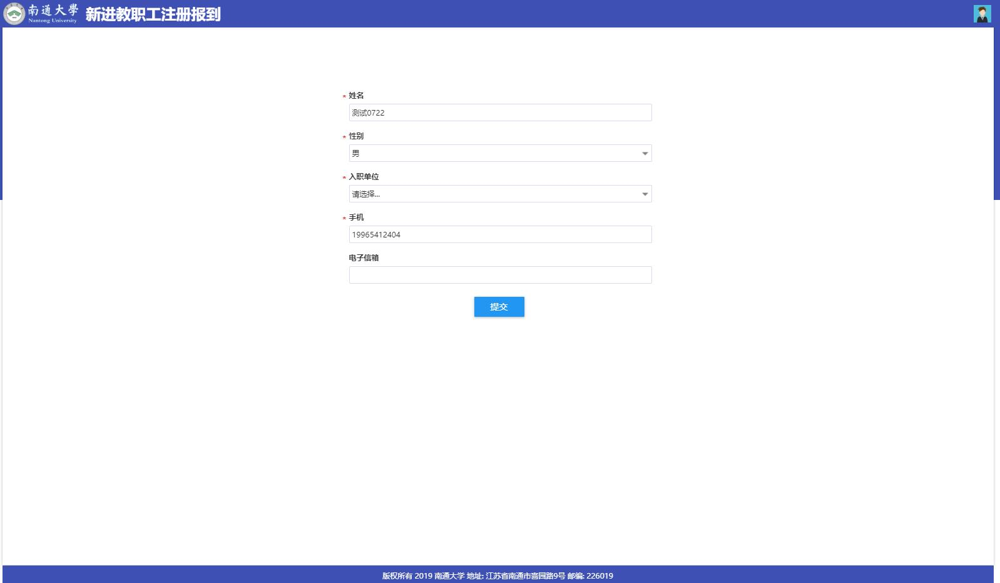 南通大學
Nantong University
新进教职工注册报到
* 姓名
测试0722
* 性别
男
* 入职单位
请选择...
* 手机
19965412404
电子信箱
提交
版权所有 2019 南通大学 地址: 江苏省南通市啬园路9号 邮编: 226019